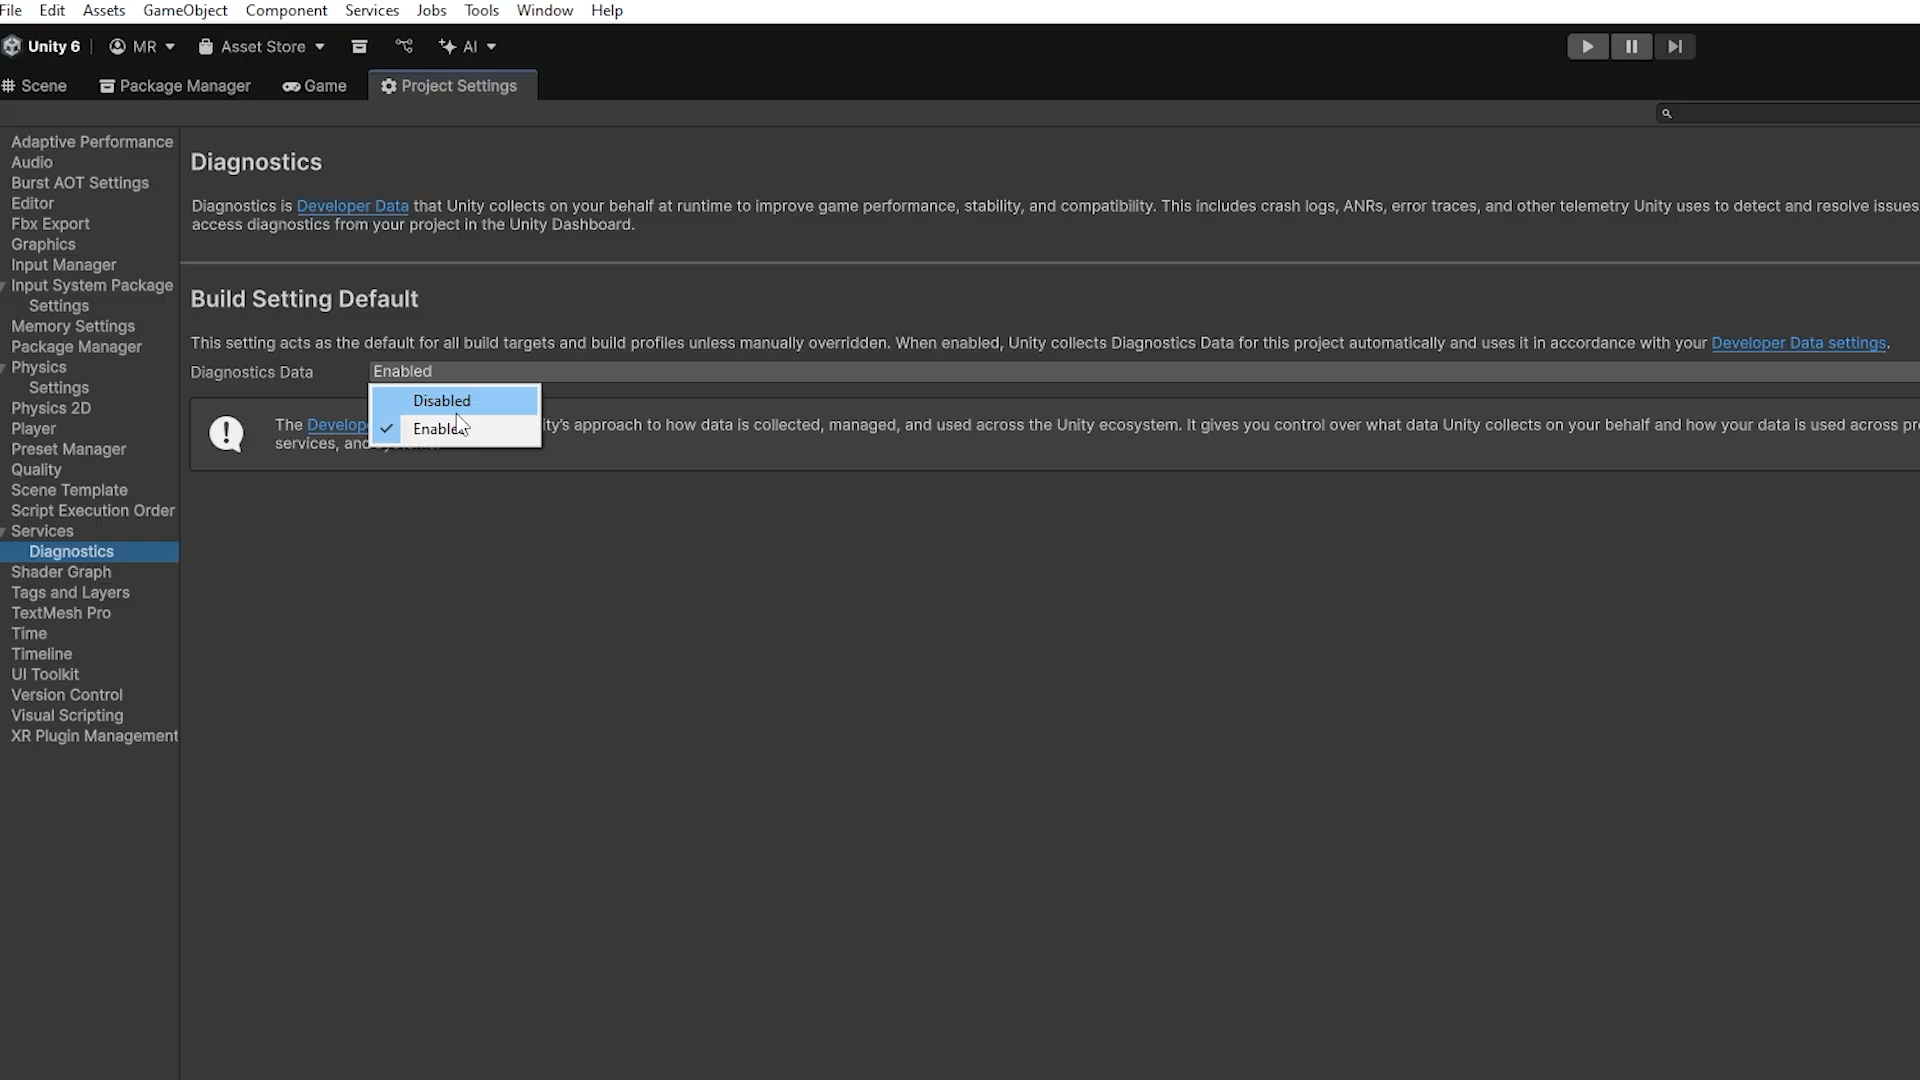 File Edit Assets GameObject Component Services Jobs Tools Window Help
Unity 6 MR Asset Store AI
Scene Package Manager Game Project Settings
Adaptive Performance
Audio
Burst AOT Settings
Editor
Fbx Export
Graphics
Input Manager
Input System Package
Settings
Memory Settings
Package Manager
Physics
Settings
Physics 2D
Player
Preset Manager
Quality
Scene Template
Script Execution Order
Services
Diagnostics
Shader Graph
Tags and Layers
TextMesh Pro
Time
Timeline
UI Toolkit
Version Control
Visual Scripting
XR Plugin Management
Diagnostics
Diagnostics is Developer Data that Unity collects on your behalf at runtime to improve game performance, stability, and compatibility. This includes crash logs, ANRs, error traces, and other telemetry Unity uses to detect and resolve issues
access diagnostics from your project in the Unity Dashboard.
Build Setting Default
This setting acts as the default for all build targets and build profiles unless manually overridden. When enabled, Unity collects Diagnostics Data for this project automatically and uses it in accordance with your Developer Data settings.
Diagnostics Data Enabled
Disabled
Enabled
The Develop ity's approach to how data is collected, managed, and used across the Unity ecosystem. It gives you control over what data Unity collects on your behalf and how your data is used across pr
services, and